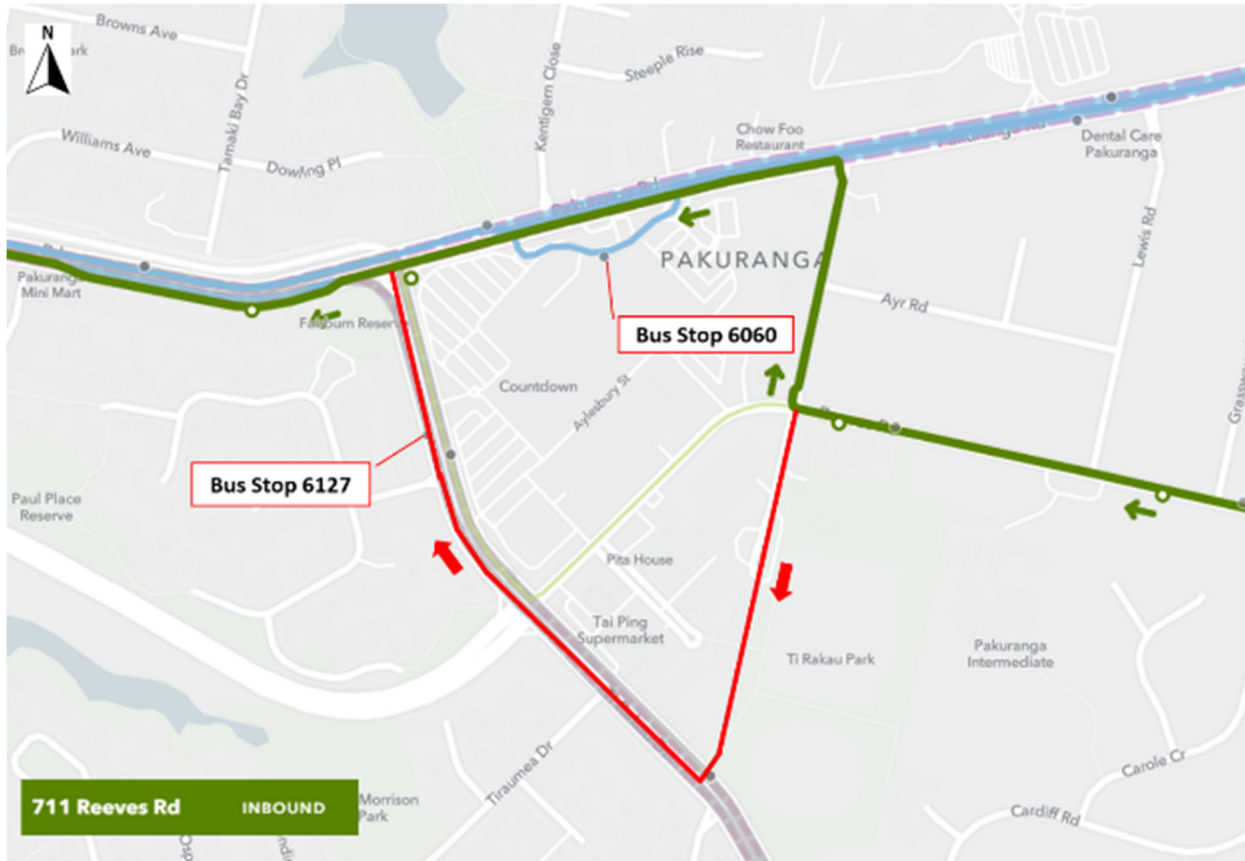 Browns Ave
N
Tamaki Bay Dr
Kentigern Close
Steeple Rise
Williams Ave
Dowling Pl
Chow Foo
Restaurant
Dental Care
Pakuranga
Lewis Rd
PAKURANGA
Pakuranga
Mini Mart
Ayr Rd
Bus Stop 6060
Countdown
Aylesbury St
Bus Stop 6127
Paul Place
Reserve
Pita House
Tai Ping
Supermarket
Ti Rakau Park
Pakuranga
Intermediate
Tiraumea Dr
Carole Cr
Cardiff Rd
711 Reeves Rd INBOUND
Morrison
Park